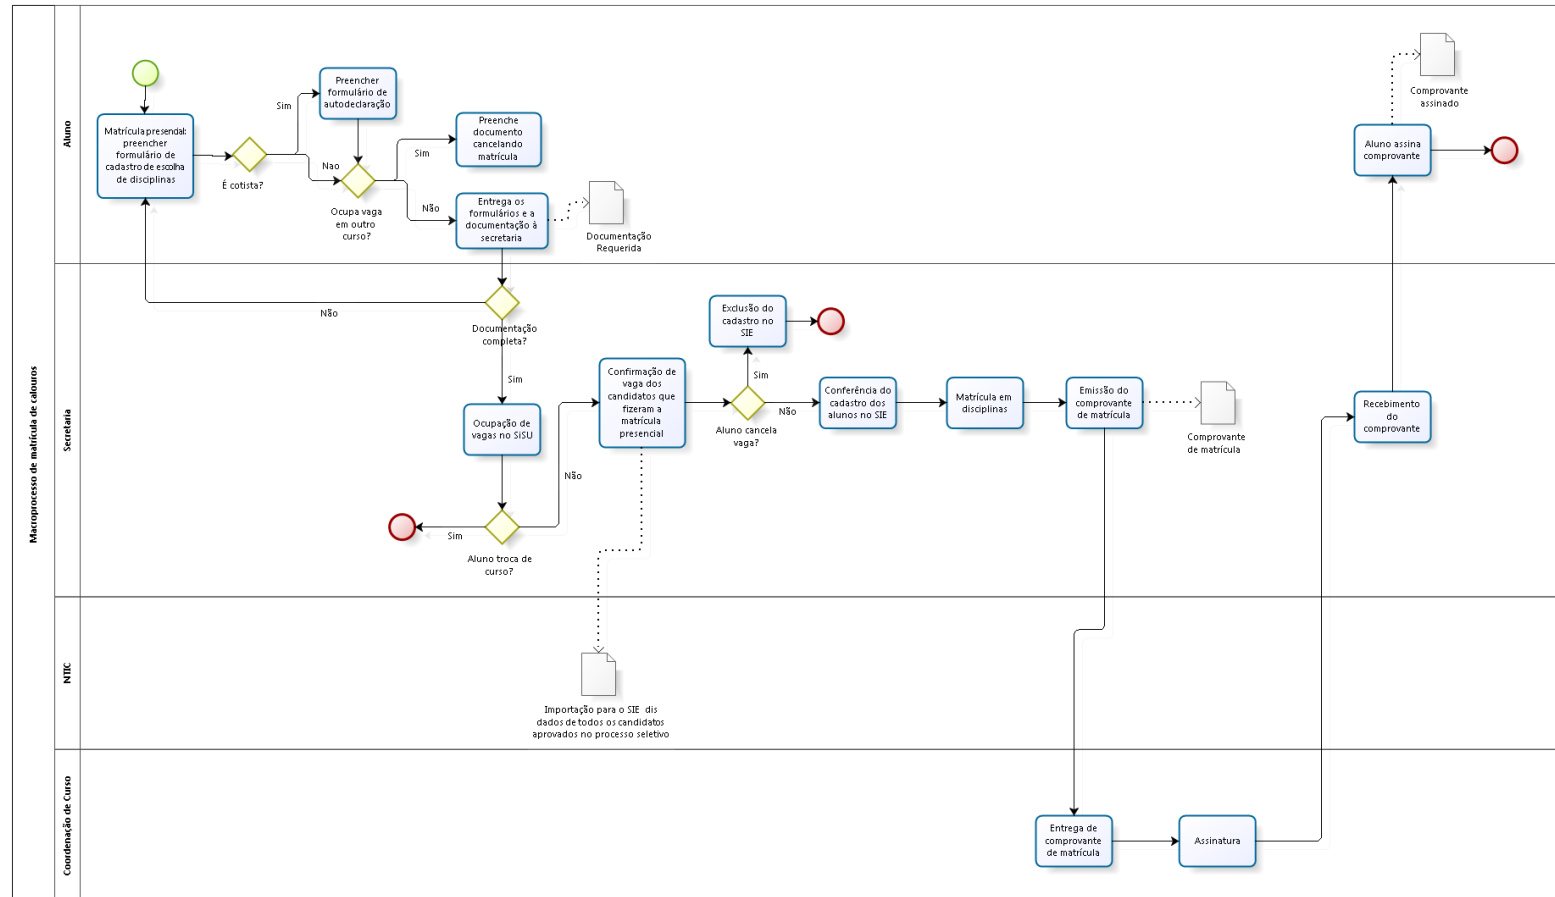 Macroprocesso de matrícula de calouros
Aluno
Matrícula presencial:
preencher
formulário de
cadastro de escolha
de disciplinas
É cotista?
Sim
Preencher
formulário de
autodeclaração
Nao
Ocupa vaga
em outro
curso?
Sim
Preenche
documento
cancelando
matrícula
Não
Entrega os
formulários e a
documentação à
secretaria
Documentação
Requerida
Comprovante
assinado
Aluno assina
comprovante
Secretaria
Não
Documentação
completa?
Sim
Ocupação de
vagas no SiSU
Sim
Aluno troca de
curso?
Não
Confirmação de
vaga dos
candidatos que
fizeram a
matrícula
presencial
Exclusão do
cadastro no
SIE
Sim
Aluno cancela
vaga?
Não
Conferência do
cadastro dos
alunos no SIE
Matrícula em
disciplinas
Emissão do
comprovante
de matrícula
Comprovante
de matrícula
Recebimento
do
comprovante
NTIC
Importação para o SIE dis
dados de todos os candidatos
aprovados no processo seletivo
Coordenação de Curso
Entrega de
comprovante
de matrícula
Assinatura